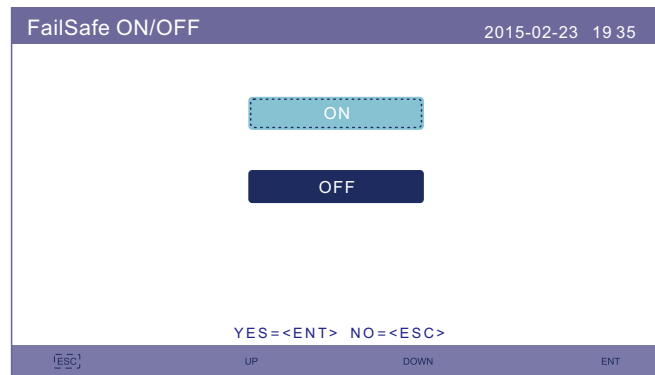 FailSafe ON/OFF 2015-02-23 19 35
ON
OFF
YES=<ENT> NO=<ESC>
ESC UP DOWN ENT